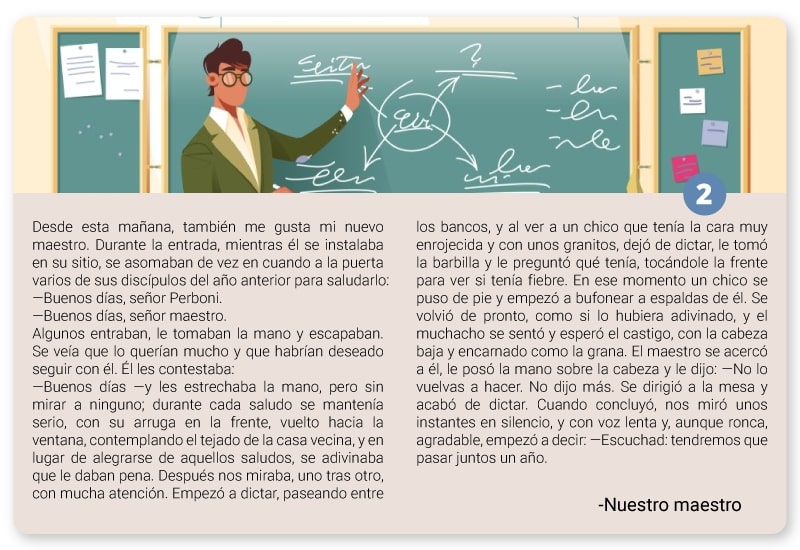 2
Desde esta mañana, también me gusta mi nuevo
maestro. Durante la entrada, mientras él se instalaba
en su sitio, se asomaban de vez en cuando a la puerta
varios de sus discípulos del año anterior para saludarlo:
—Buenos días, señor Perboni.
—Buenos días, señor maestro.
Algunos entraban, le tomaban la mano y escapaban.
Se veía que lo querían mucho y que habrían deseado
seguir con él. Él les contestaba:
—Buenos días —y les estrechaba la mano, pero sin
mirar a ninguno; durante cada saludo se mantenía
serio, con su arruga en la frente, vuelto hacia la
ventana, contemplando el tejado de la casa vecina, y en
lugar de alegrarse de aquellos saludos, se adivinaba
que le daban pena. Después nos miraba, uno tras otro,
con mucha atención. Empezó a dictar, paseando entre
los bancos, y al ver a un chico que tenía la cara muy
enrojecida y con unos granitos, dejó de dictar, le tomó
la barbilla y le preguntó qué tenía, tocándole la frente
para ver si tenía fiebre. En ese momento un chico se
puso de pie y empezó a bufonear a espaldas de él. Se
volvió de pronto, como si lo hubiera adivinado, y el
muchacho se sentó y esperó el castigo, con la cabeza
baja y encarnado como la grana. El maestro se acercó
a él, le posó la mano sobre la cabeza y le dijo: —No lo
vuelvas a hacer. No dijo más. Se dirigió a la mesa y
acabó de dictar. Cuando concluyó, nos miró unos
instantes en silencio, y con voz lenta y, aunque ronca,
agradable, empezó a decir: —Escuchad: tendremos que
pasar juntos un año.
-Nuestro maestro